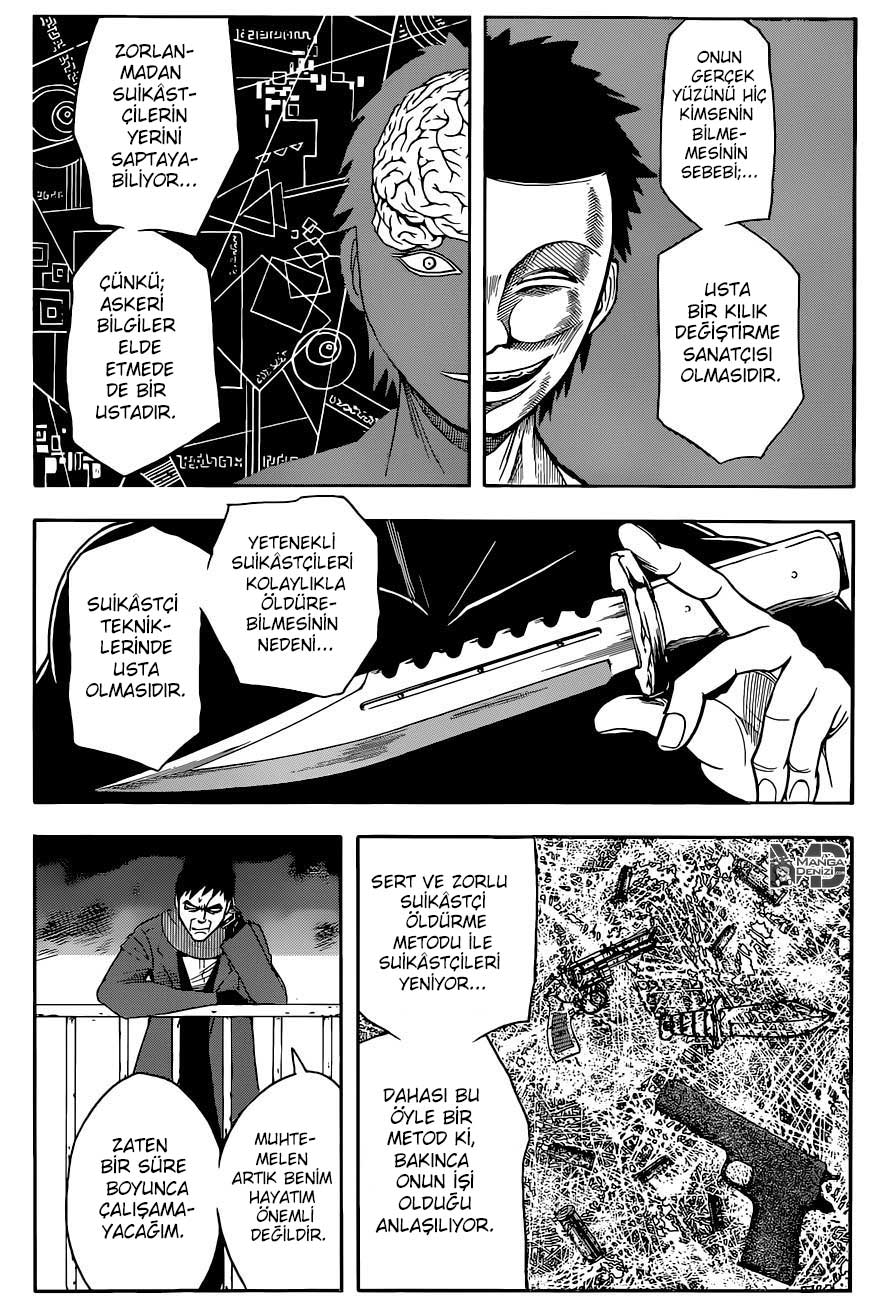 ONUN
GERÇEK
YÜZÜNÜ HİÇ
KİMSENİN
BİLME-
MESİNİN
SEBEBİ;...
USTA
BİR KILIK
DEĞİŞTİRME
SANATÇISI
OLMASIDIR.
ZORLAN-
MADAN
SUİKÂST-
ÇİLERİN
YERİNİ
SAPTAYA-
BİLİYOR...
ÇÜNKÜ;
ASKERİ
BİLGİLER
ELDE
ETMEDE
DE BİR
USTADIR.
YETENEKLİ
SUİKÂSTÇİLERİ
KOLAYLIKLA
ÖLDÜRE-
BİLMESİNİN
NEDENİ...
SUİKÂSTÇİ
TEKNİK-
LERİNDE
USTA
OLMASIDIR.
MANGA
DENİZİ
SERT VE ZORLU
SUİKÂSTÇİ
ÖLDÜRME
METODU İLE
SUİKÂSTÇİLERİ
YENİYOR...
DAHASI BU
ÖYLE BİR
METOD Kİ,
BAKINCA
ONUN İŞİ
OLDUĞU
ANLAŞILIYOR.
MUHTE-
MELEN
ARTIK BENİM
HAYATIM
ÖNEMLİ
DEĞİLDİR.
ZATEN
BİR SÜRE
BOYUNCA
ÇALIŞAMA-
YACAĞIM.